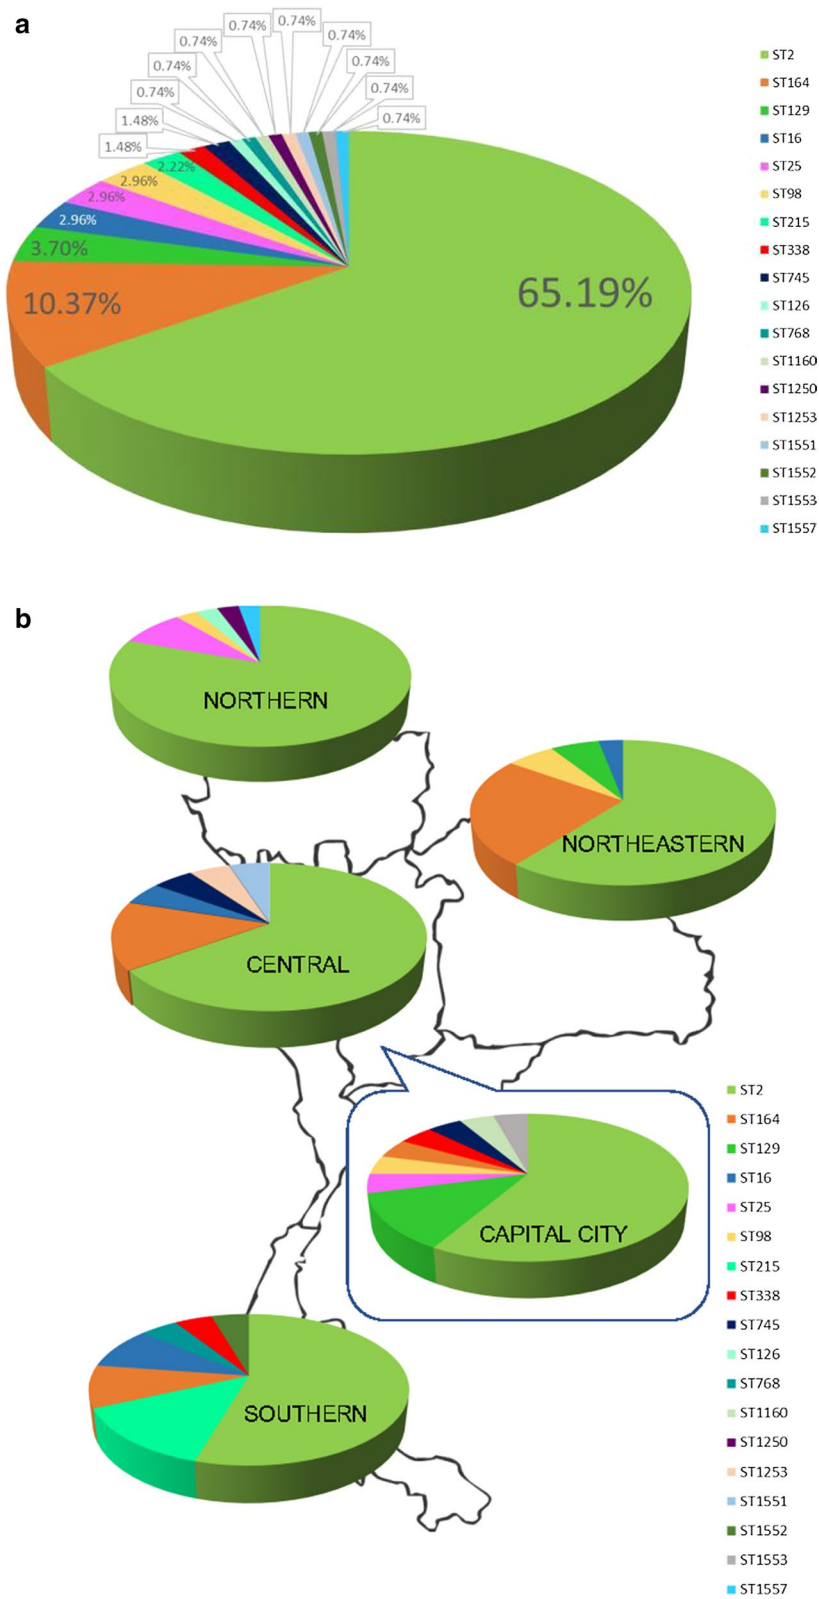 a
0.74%
0.74%
0.74%
0.74%
0.74%
0.74%
0.74%
0.74%
0.74%
1.48%
1.48%
2.22%
2.96%
2.96%
2.96%
3.70%
10.37%
65.19%
ST2
ST164
ST129
ST16
ST25
ST98
ST215
ST338
ST745
ST126
ST768
ST1160
ST1250
ST1253
ST1551
ST1552
ST1553
ST1557
b
NORTHERN
NORTHEASTERN
CENTRAL
CAPITAL CITY
SOUTHERN
ST2
ST164
ST129
ST16
ST25
ST98
ST215
ST338
ST745
ST126
ST768
ST1160
ST1250
ST1253
ST1551
ST1552
ST1553
ST1557